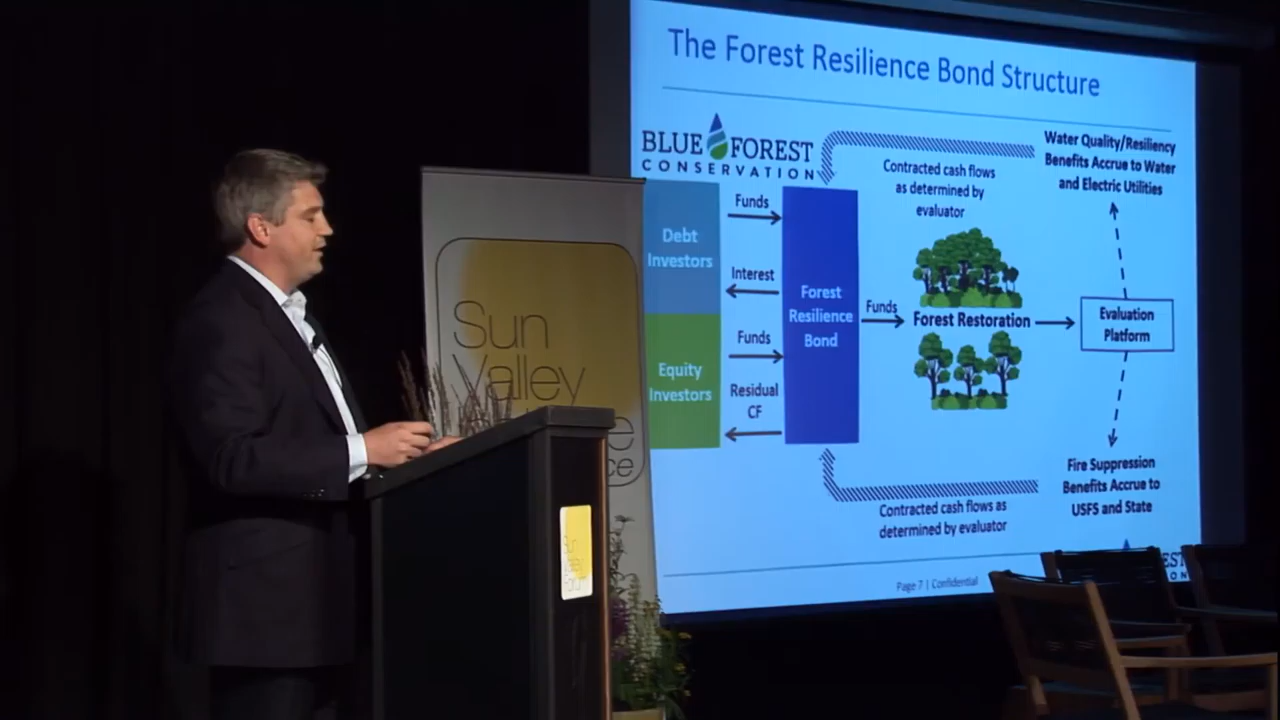 The Forest Resilience Bond Structure
BLUE FOREST
CONSERVATION
Debt
Investors
Equity
Investors
Funds
Interest
Funds
Residual
CF
Forest
Resilience
Bond
Funds
Contracted cash flows
as determined by
evaluator
Forest Restoration
Contracted cash flows as
determined by evaluator
Water Quality/Resiliency
Benefits Accrue to Water
and Electric Utilities
Evaluation
Platform
Fire Suppression
Benefits Accrue to
USFS and State
Page 7 | Confidential
Sun
Valley
Sun
Valley